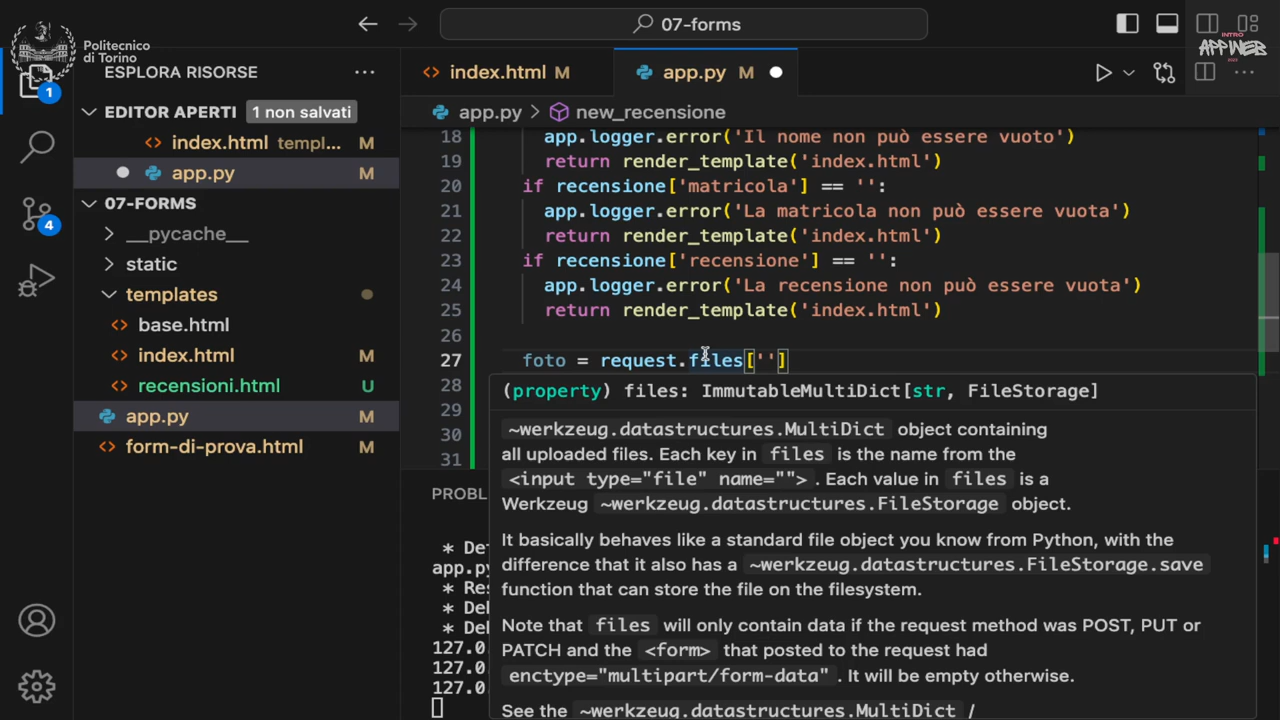 07-forms
Politecnico
di Torino
INTRO
APPWEB
ESPLORA RISORSE
index.html M
app.py M
1
EDITOR APERTI 1 non salvati
app.py > new_recensione
18 app.logger.error('Il nome non può essere vuoto')
index.html templ... M
19 return render_template('index.html')
app.py M
20 if recensione['matricola'] == '':
07-FORMS
21 app.logger.error('La matricola non può essere vuota')
4
__pycache__
22 return render_template('index.html')
static
23 if recensione['recensione'] == '':
templates
24 app.logger.error('La recensione non può essere vuota')
base.html
25 return render_template('index.html')
index.html M
26
27 foto = request.files['']
recensioni.html U
28
app.py M
29
form-di-prova.html M
30
31
(property) files: ImmutableMultiDict[str, FileStorage]
~werkzeug.datastructures.MultiDict object containing
all uploaded files. Each key in files is the name from the
<input type="file" name="">. Each value in files is a
Werkzeug ~werkzeug.datastructures.FileStorage object.
It basically behaves like a standard file object you know from Python, with the
difference that it also has a ~werkzeug.datastructures.FileStorage.save
function that can store the file on the filesystem.
Note that files will only contain data if the request method was POST, PUT or
PATCH and the <form> that posted to the request had
enctype="multipart/form-data". It will be empty otherwise.
See the ~werkzeug.datastructures.MultiDict /
PROBL
* De
app.py
* Res
* Deb
* Deb
127.0
127.0
127.0